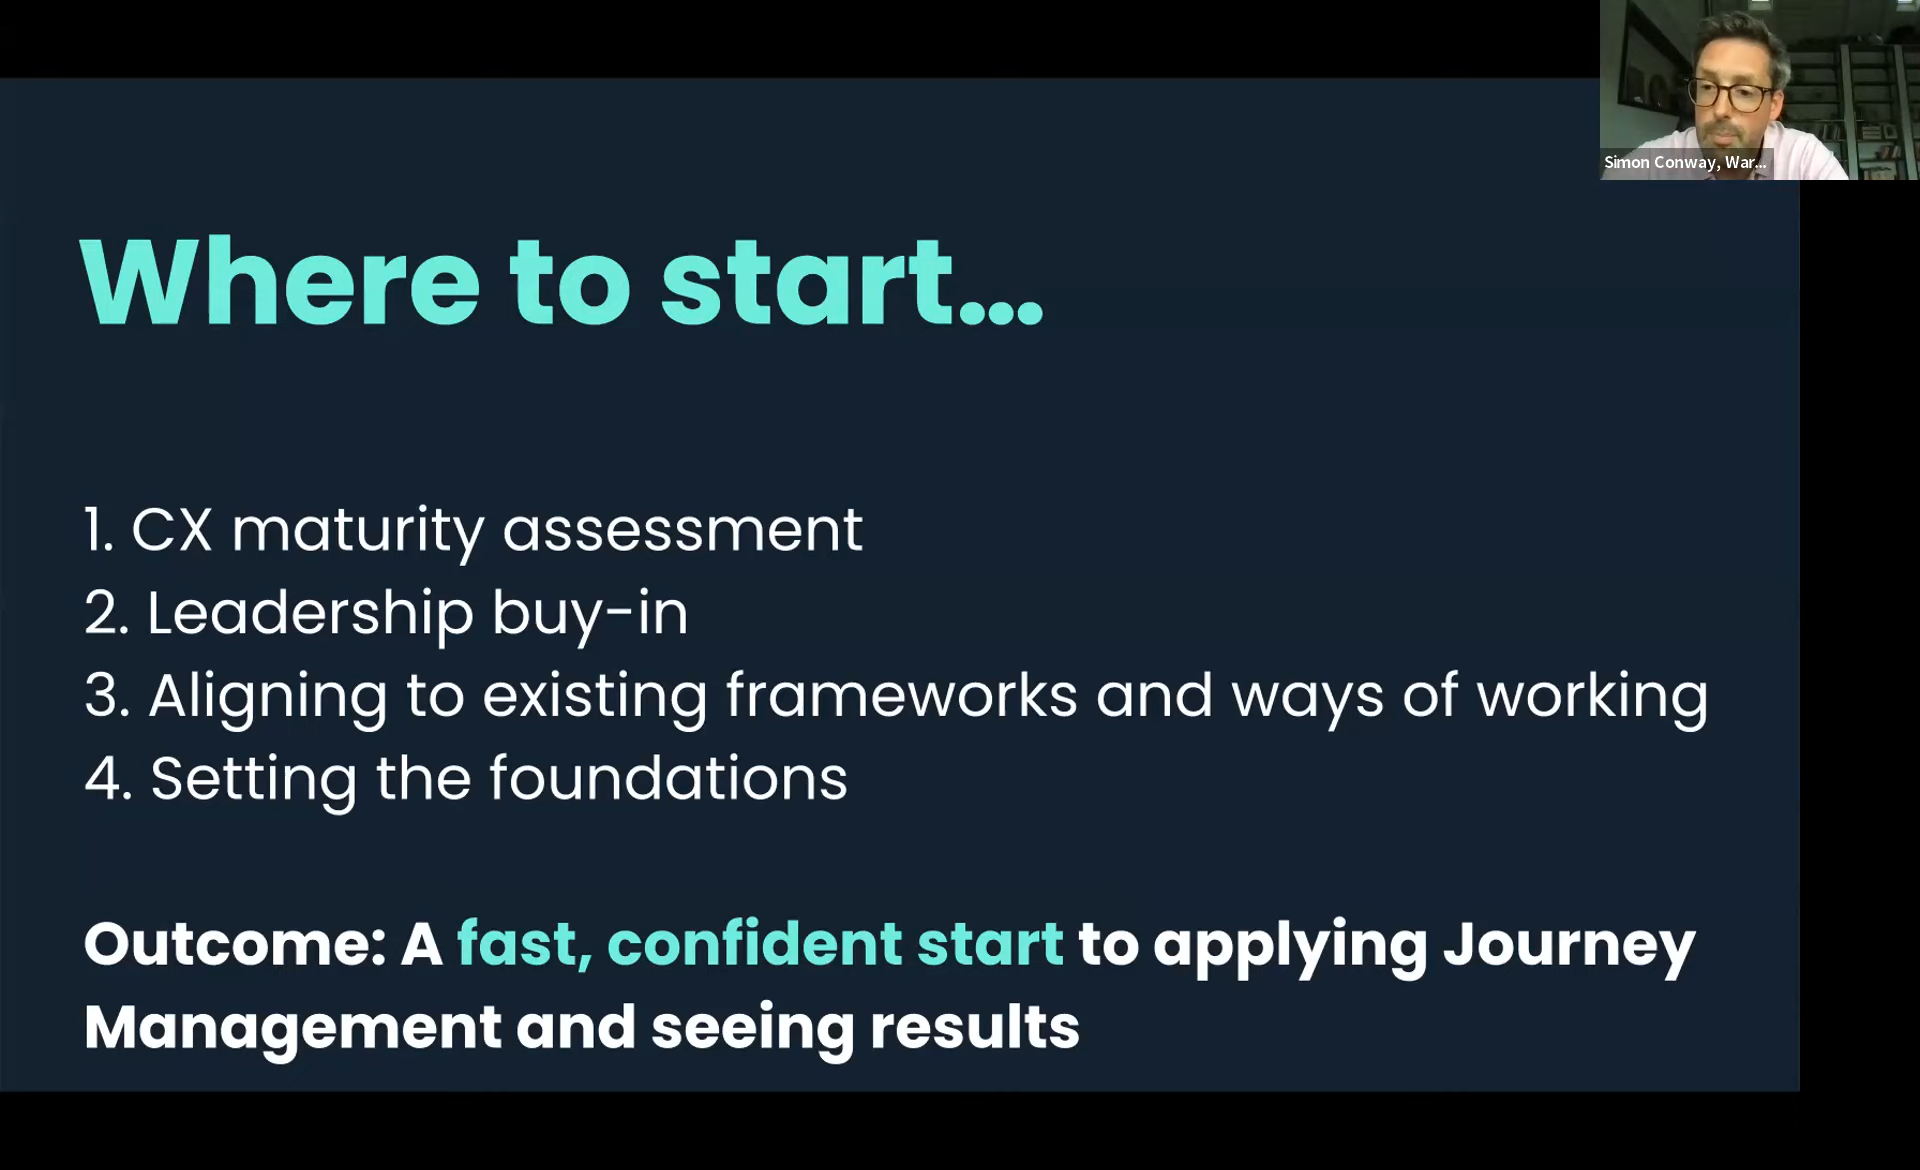 Simon Conway, War...
Where to start...
1. CX maturity assessment
2. Leadership buy-in
3. Aligning to existing frameworks and ways of working
4. Setting the foundations
Outcome: A fast, confident start to applying Journey
Management and seeing results